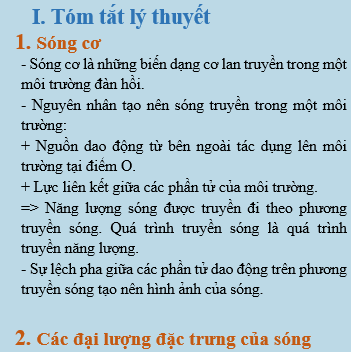 I. Tóm tắt lý thuyết
1. Sóng cơ
- Sóng cơ là những biến dạng cơ lan truyền trong một
môi trường đàn hồi.
- Nguyên nhân tạo nên sóng truyền trong một môi
trường:
+ Nguồn dao động từ bên ngoài tác dụng lên môi
trường tại điểm O.
+ Lực liên kết giữa các phần tử của môi trường.
=> Năng lượng sóng được truyền đi theo phương
truyền sóng. Quá trình truyền sóng là quá trình
truyền năng lượng.
- Sự lệch pha giữa các phần tử dao động trên phương
truyền sóng tạo nên hình ảnh của sóng.
2. Các đại lượng đặc trưng của sóng